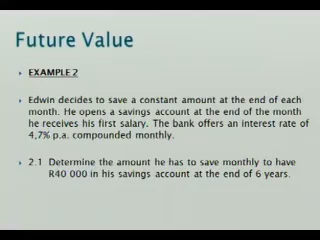 Future Value
EXAMPLE 2
Edwin decides to save a constant amount at the end of each
month. He opens a savings account at the end of the month
he receives his first salary. The bank offers an interest rate of
4,7% p.a. compounded monthly.
2.1 Determine the amount he has to save monthly to have
R40 000 in his savings account at the end of 6 years.